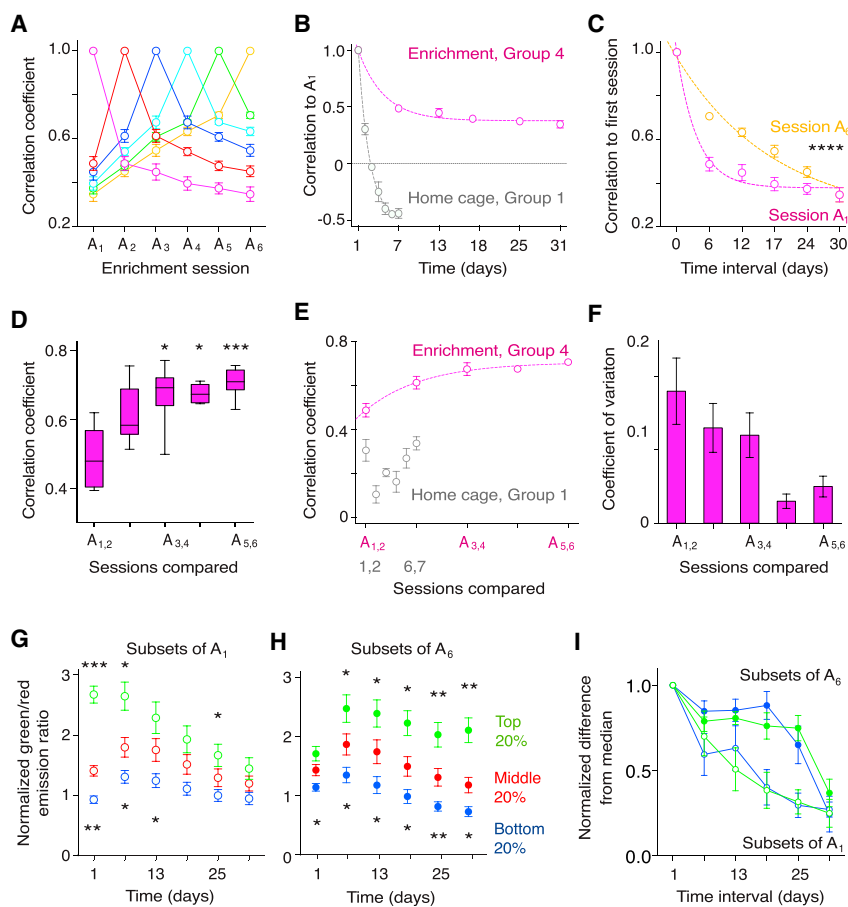 A
Correlation coefficient
1.0
0.6
0.2
A1 A2 A3 A4 A5 A6
Enrichment session
B
Correlation to A1
1.0
0.5
0
-0.5
Enrichment, Group 4
Home cage, Group 1
1 7 13 18 25 31
Time (days)
C
Correlation to first session
1.0
0.6
0.2
Session A6
****
Session A1
0 6 12 17 24 30
Time interval (days)
D
Correlation coefficient
0.8
0.6
0.4
* * ***
A1,2 A3,4 A5,6
Sessions compared
E
Correlation coefficient
0.8
0.4
0
Enrichment, Group 4
Home cage, Group 1
A1,2 A3,4 A5,6
1,2 6,7
Sessions compared
F
Coefficient of variaton
0.2
0.1
0
A1,2 A3,4 A5,6
Sessions compared
G
Subsets of A1
Normalized green/red
emission ratio
3
2
1
0
*** * *
** * *
1 13 25
Time (days)
H
Subsets of A6
3
2
1
0
* * * ** **
* * * * ** *
Top
20%
Middle
20%
Bottom
20%
1 13 25
Time (days)
I
Normalized difference
from median
1.0
0.5
0.0
Subsets of A6
Subsets of A1
1 13 25
Time interval (days)